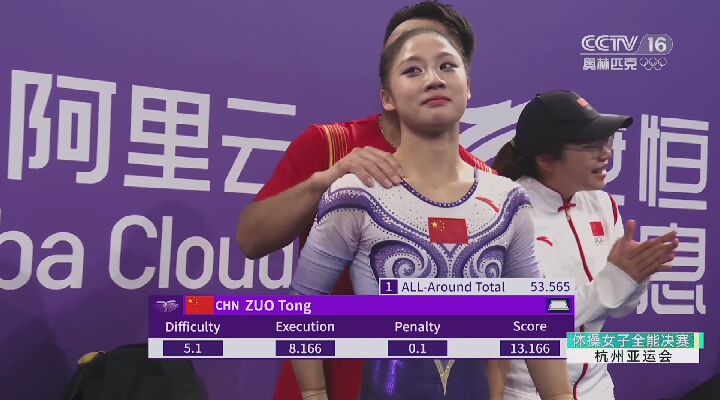 CCTV 16
奥林匹克
阿里云
ba Cloud
恒
1 ALL-Around Total 53.565
CHN ZUO Tong
Difficulty Execution Penalty Score
5.1 8.166 0.1 13.166
体操女子全能决赛
杭州亚运会